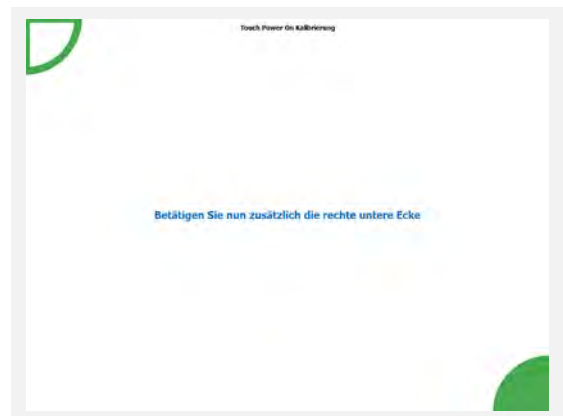 Touch Power On Kalibrierung
Betätigen Sie nun zusätzlich die rechte untere Ecke